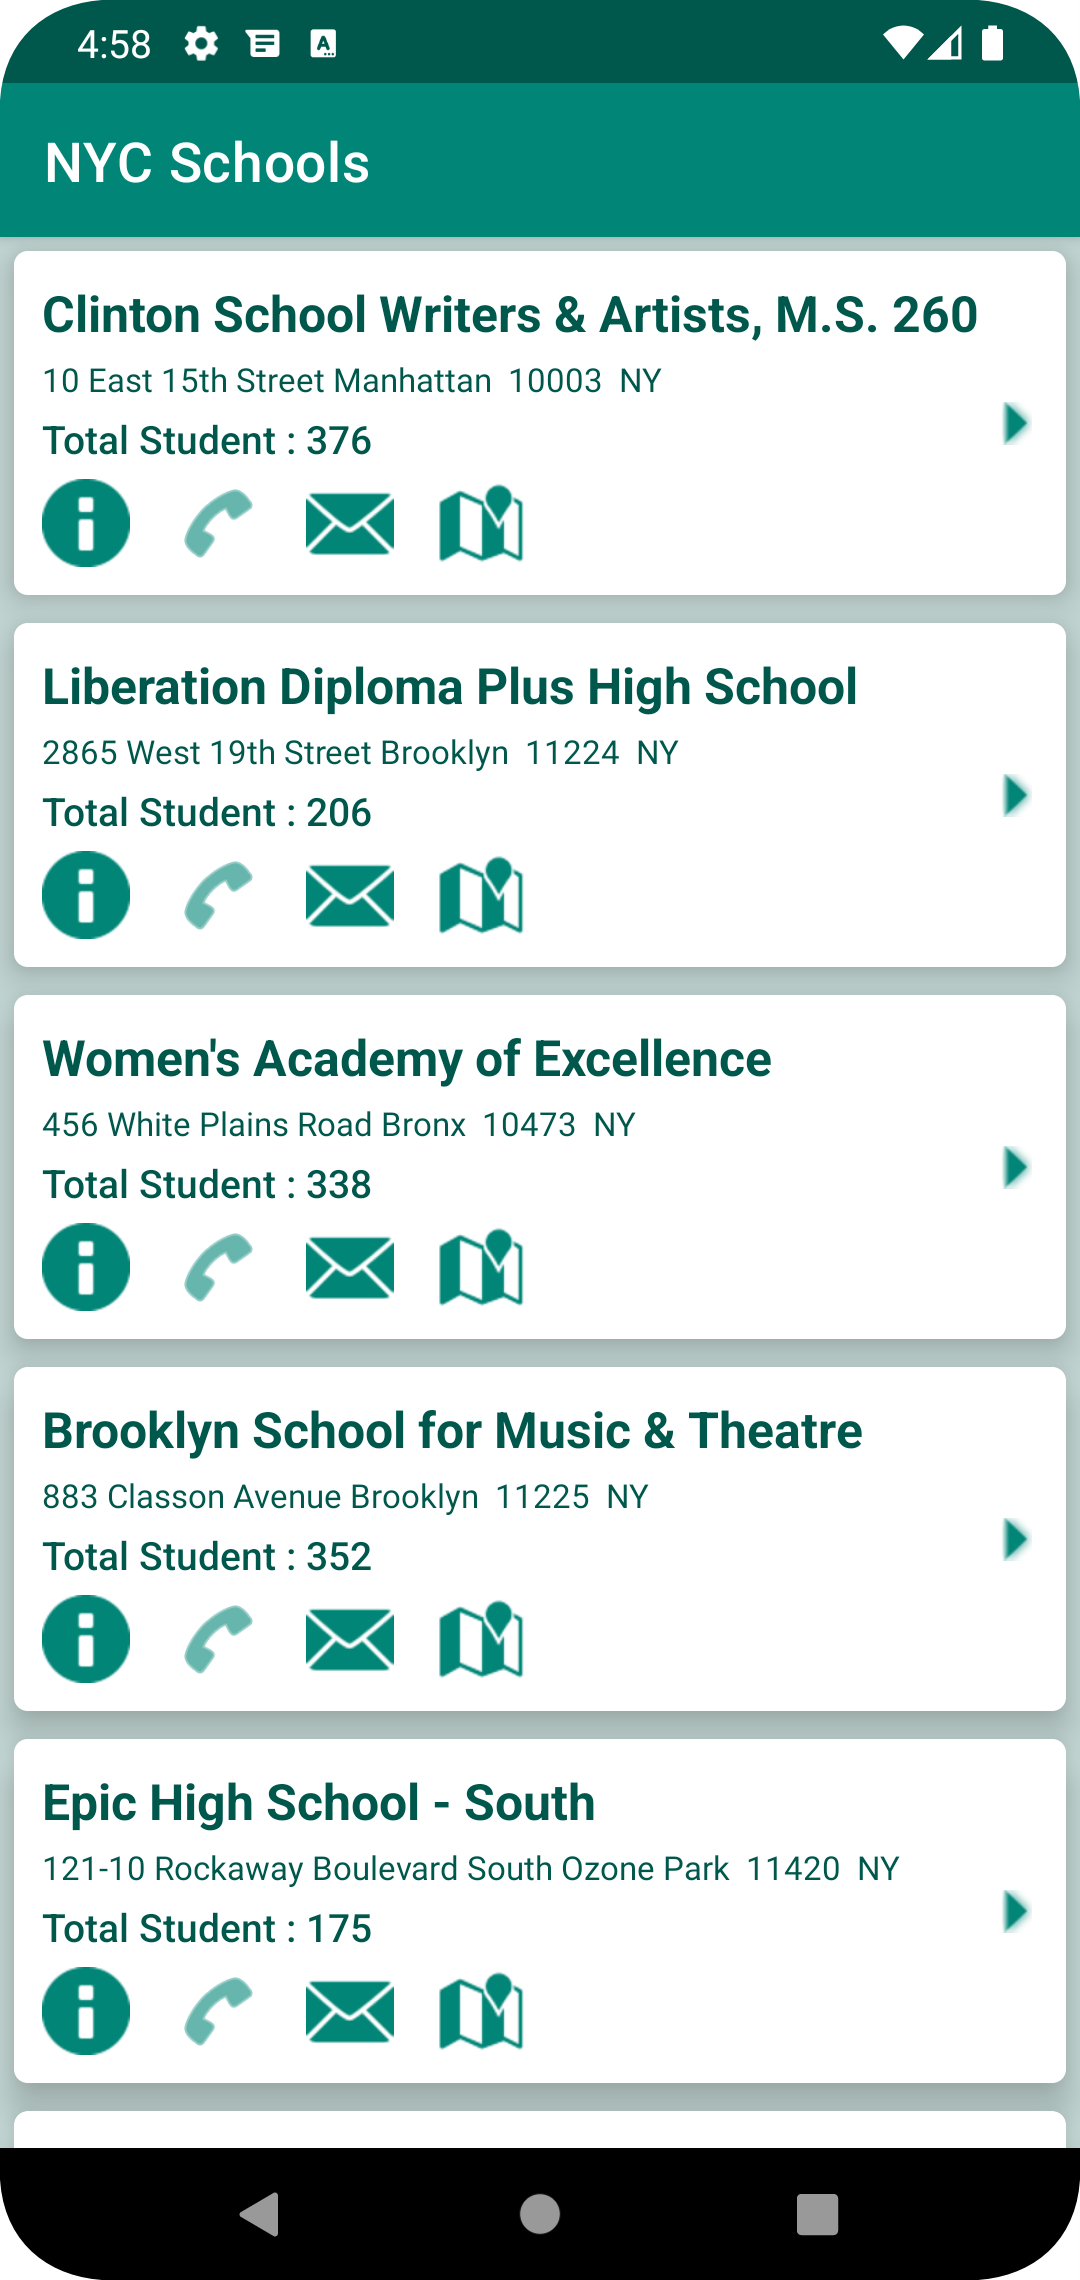 4:58
NYC Schools
Clinton School Writers & Artists, M.S. 260
10 East 15th Street Manhattan  10003  NY
Total Student : 376
Liberation Diploma Plus High School
2865 West 19th Street Brooklyn  11224  NY
Total Student : 206
Women's Academy of Excellence
456 White Plains Road Bronx  10473  NY
Total Student : 338
Brooklyn School for Music & Theatre
883 Classon Avenue Brooklyn  11225  NY
Total Student : 352
Epic High School - South
121-10 Rockaway Boulevard South Ozone Park  11420  NY
Total Student : 175